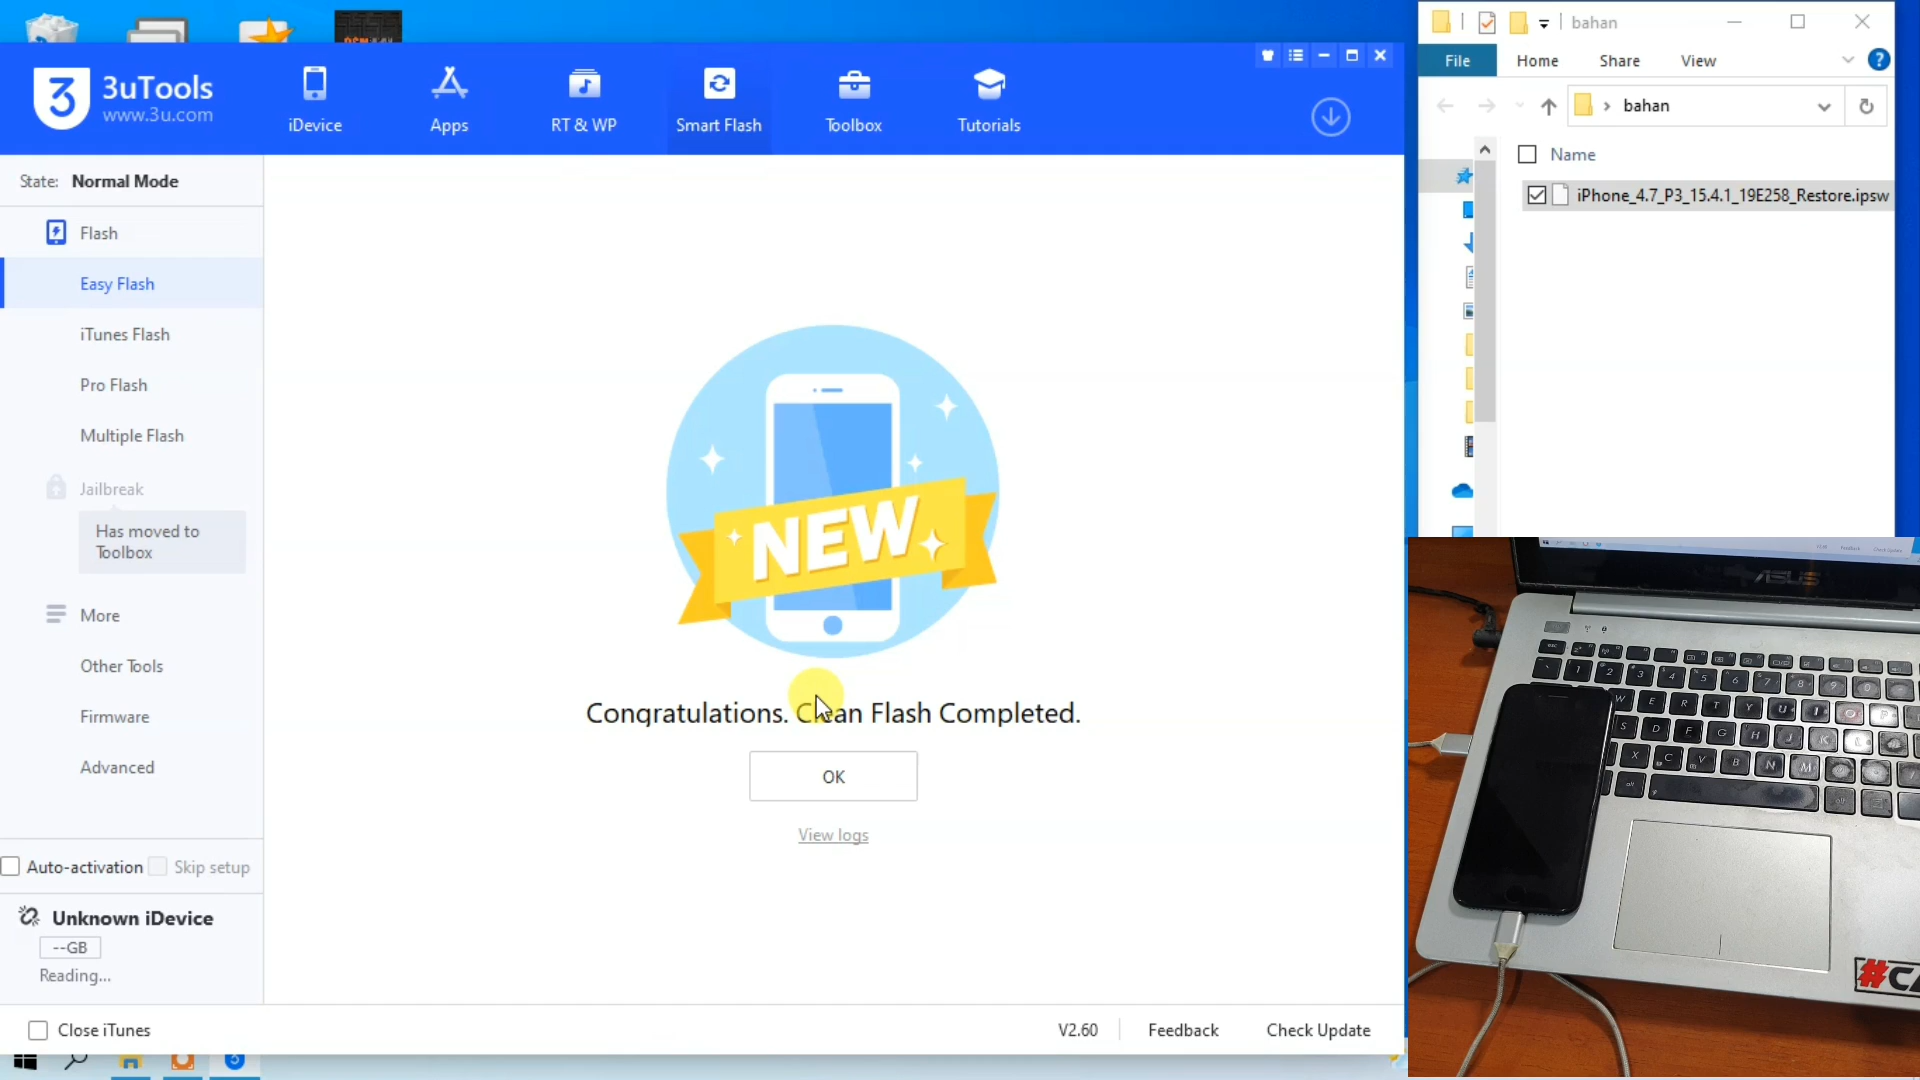 3uTools
www.3u.com
iDevice
Apps
RT & WP
Smart Flash
Toolbox
Tutorials
State: Normal Mode
Flash
Easy Flash
iTunes Flash
Pro Flash
Multiple Flash
Jailbreak
Has moved to
Toolbox
More
Other Tools
Firmware
Advanced
Auto-activation
Skip setup
Unknown iDevice
--GB
Reading...
Close iTunes
NEW
Congratulations. Clean Flash Completed.
OK
View logs
V2.60
Feedback
Check Update
bahan
File
Home
Share
View
bahan
Name
iPhone_4.7_P3_15.4.1_19E258_Restore.ipsw
ASUS